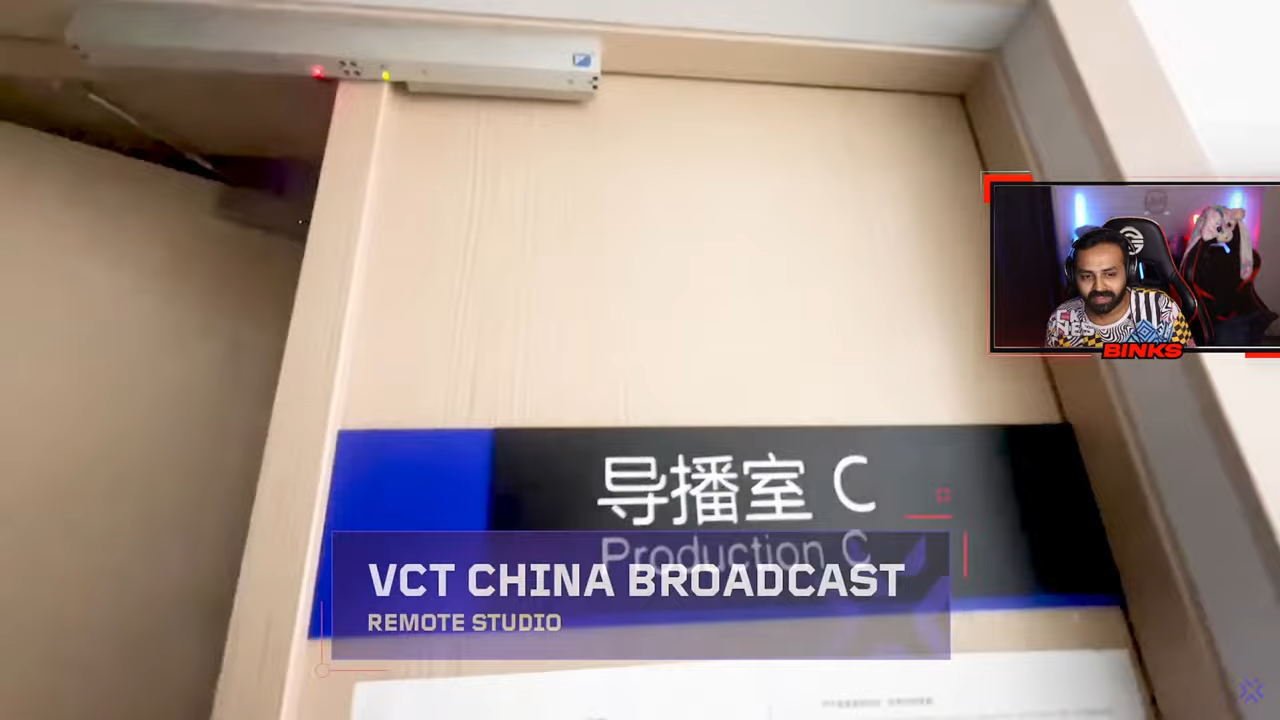 导播室 C
Production C
VCT CHINA BROADCAST
REMOTE STUDIO
BINKS